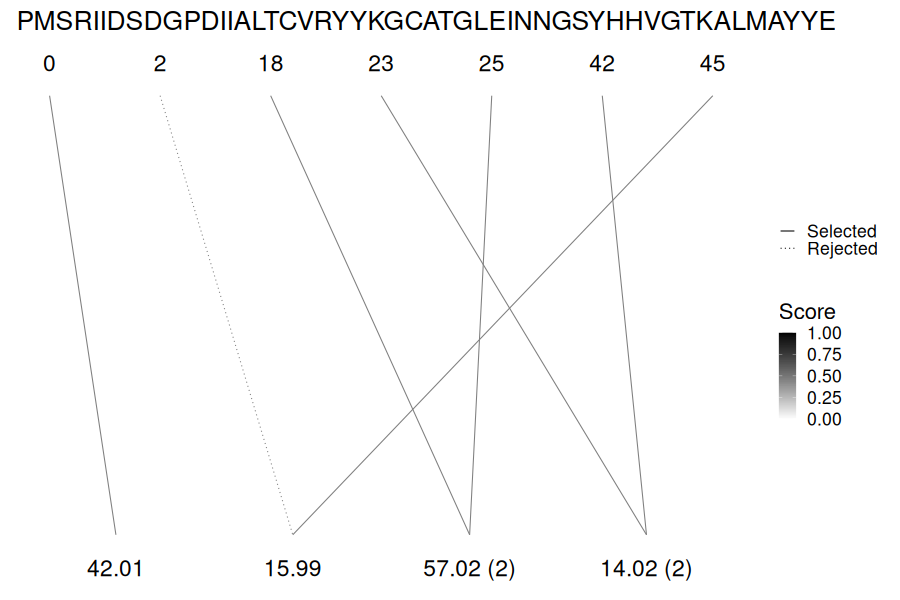 PMSRIIDSDGPDIIALTCVRYYKGCATGLEINNGSYHHVGTKALMAYYE
0 2 18 23 25 42 45
Selected
Rejected
Score
1.00
0.75
0.50
0.25
0.00
42.01 15.99 57.02 (2) 14.02 (2)